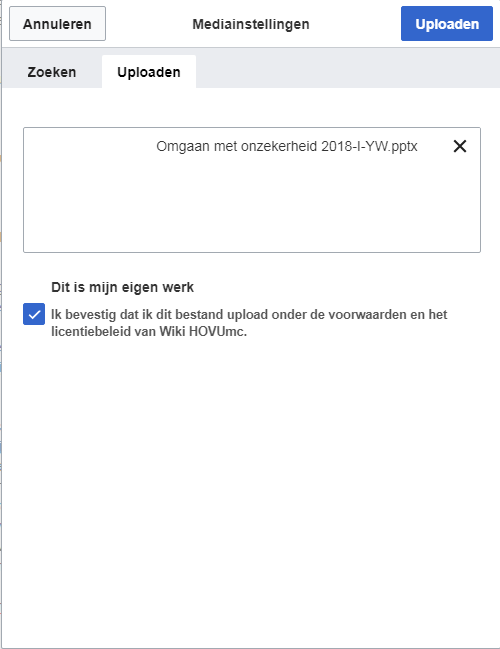 Annuleren
Mediainstellingen
Uploaden
Zoeken
Uploaden
Omgaan met onzekerheid 2018-I-YW.pptx
Dit is mijn eigen werk
Ik bevestig dat ik dit bestand upload onder de voorwaarden en het
licentiebeleid van Wiki HOVUmc.